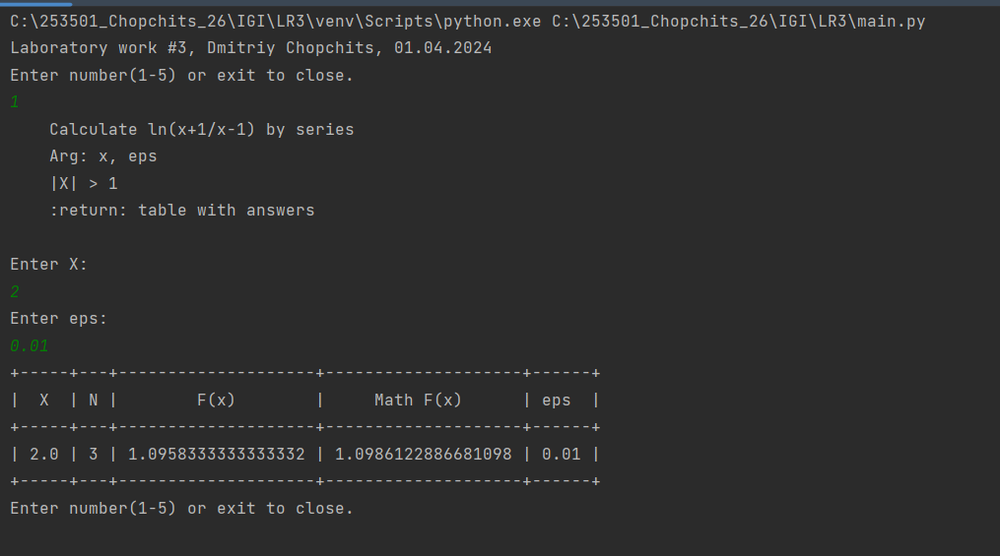 C:\253501_Chopchits_26\IGI\LR3\venv\Scripts\python.exe C:\253501_Chopchits_26\IGI\LR3\main.py
Laboratory work #3, Dmitriy Chopchits, 01.04.2024
Enter number(1-5) or exit to close.
1
    Calculate ln(x+1/x-1) by series
    Arg: x, eps
    |X| > 1
    :return: table with answers

Enter X:
2
Enter eps:
0.01
+-----+---+--------------------+--------------------+------+
|  X  | N |        F(x)        |     Math F(x)      | eps  |
+-----+---+--------------------+--------------------+------+
| 2.0 | 3 | 1.0958333333333332 | 1.0986122886681098 | 0.01 |
+-----+---+--------------------+--------------------+------+
Enter number(1-5) or exit to close.